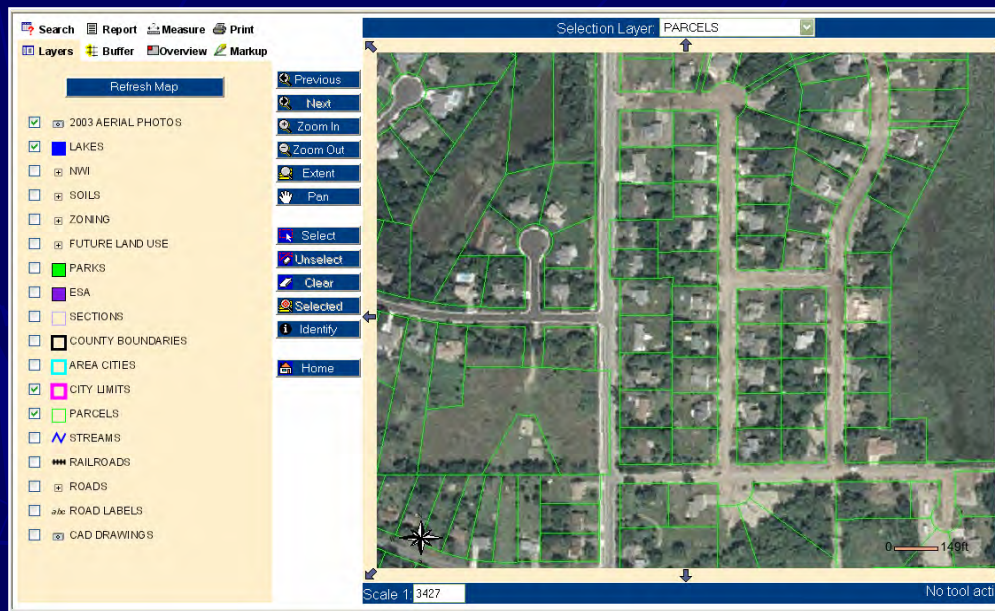 Search Report Measure Print
Layers Buffer Overview Markup
Refresh Map
2003 AERIAL PHOTOS
LAKES
NWI
SOILS
ZONING
FUTURE LAND USE
PARKS
ESA
SECTIONS
COUNTY BOUNDARIES
AREA CITIES
CITY LIMITS
PARCELS
STREAMS
RAILROADS
ROADS
abc ROAD LABELS
CAD DRAWINGS
Previous
Next
Zoom In
Zoom Out
Extent
Pan
Select
Unselect
Clear
Selected
Identify
Home
Selection Layer: PARCELS
0 149ft
Scale 1: 3427
No tool acti